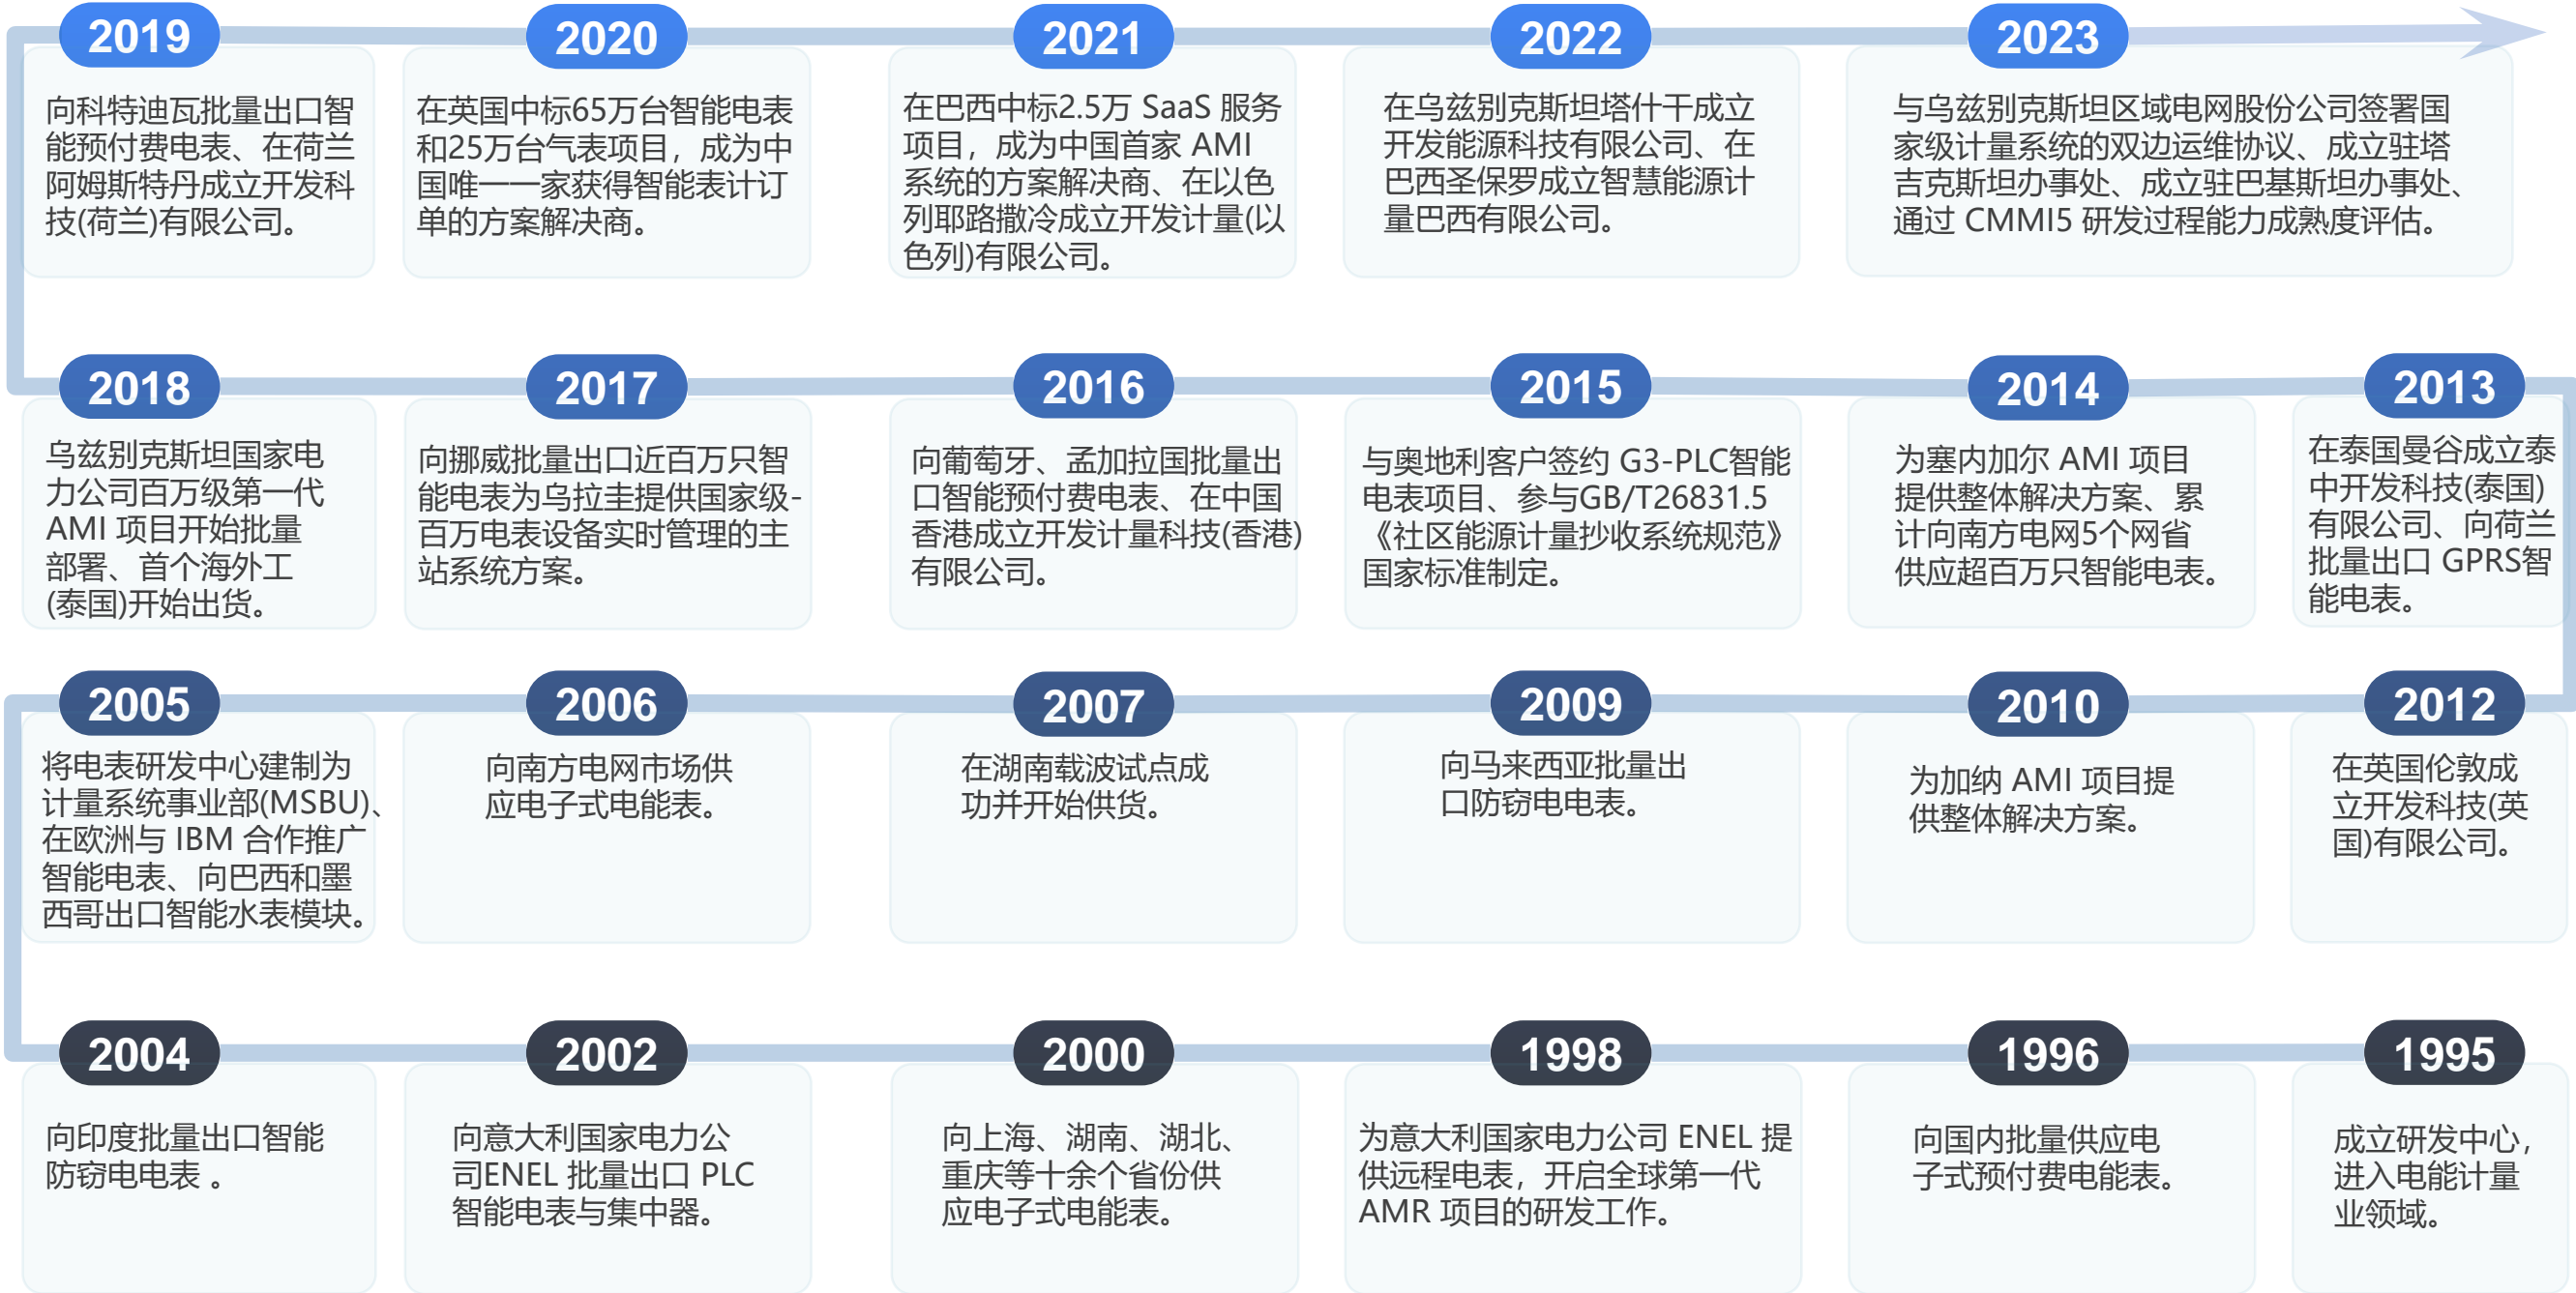 2019
向科特迪瓦批量出口智
能预付费电表、在荷兰
阿姆斯特丹成立开发科
技(荷兰)有限公司。
2020
在英国中标65万台智能电表
和25万台气表项目，成为中
国唯一一家获得智能表计订
单的方案解决商。
2021
在巴西中标2.5万 SaaS 服务
项目，成为中国首家 AMI
系统的方案解决商、在以色
列耶路撒冷成立开发计量(以
色列)有限公司。
2022
在乌兹别克斯坦塔什干成立
开发能源科技有限公司、在
巴西圣保罗成立智慧能源计
量巴西有限公司。
2023
与乌兹别克斯坦区域电网股份公司签署国
家级计量系统的双边运维协议、成立驻塔
吉克斯坦办事处、成立驻巴基斯坦办事处、
通过 CMMI5 研发过程能力成熟度评估。
2018
乌兹别克斯坦国家电
力公司百万级第一代
AMI 项目开始批量
部署、首个海外工
(泰国)开始出货。
2017
向挪威批量出口近百万只智
能电表为乌拉圭提供国家级-
百万电表设备实时管理的主
站系统方案。
2016
向葡萄牙、孟加拉国批量出
口智能预付费电表、在中国
香港成立开发计量科技(香港)
有限公司。
2015
与奥地利客户签约 G3-PLC智能
电表项目、参与GB/T26831.5
《社区能源计量抄收系统规范》
国家标准制定。
2014
为塞内加尔 AMI 项目
提供整体解决方案、累
计向南方电网5个网省
供应超百万只智能电表。
2013
在泰国曼谷成立泰
中开发科技(泰国)
有限公司、向荷兰
批量出口 GPRS智
能电表。
2005
将电表研发中心建制为
计量系统事业部(MSBU)、
在欧洲与 IBM 合作推广
智能电表、向巴西和墨
西哥出口智能水表模块。
2006
向南方电网市场供
应电子式电能表。
2007
在湖南载波试点成
功并开始供货。
2009
向马来西亚批量出
口防窃电电表。
2010
为加纳 AMI 项目提
供整体解决方案。
2012
在英国伦敦成
立开发科技(英
国)有限公司。
2004
向印度批量出口智能
防窃电电表 。
2002
向意大利国家电力公
司ENEL 批量出口 PLC
智能电表与集中器。
2000
向上海、湖南、湖北、
重庆等十余个省份供
应电子式电能表。
1998
为意大利国家电力公司 ENEL 提
供远程电表，开启全球第一代
AMR 项目的研发工作。
1996
向国内批量供应电
子式预付费电能表。
1995
成立研发中心，
进入电能计量
业领域。